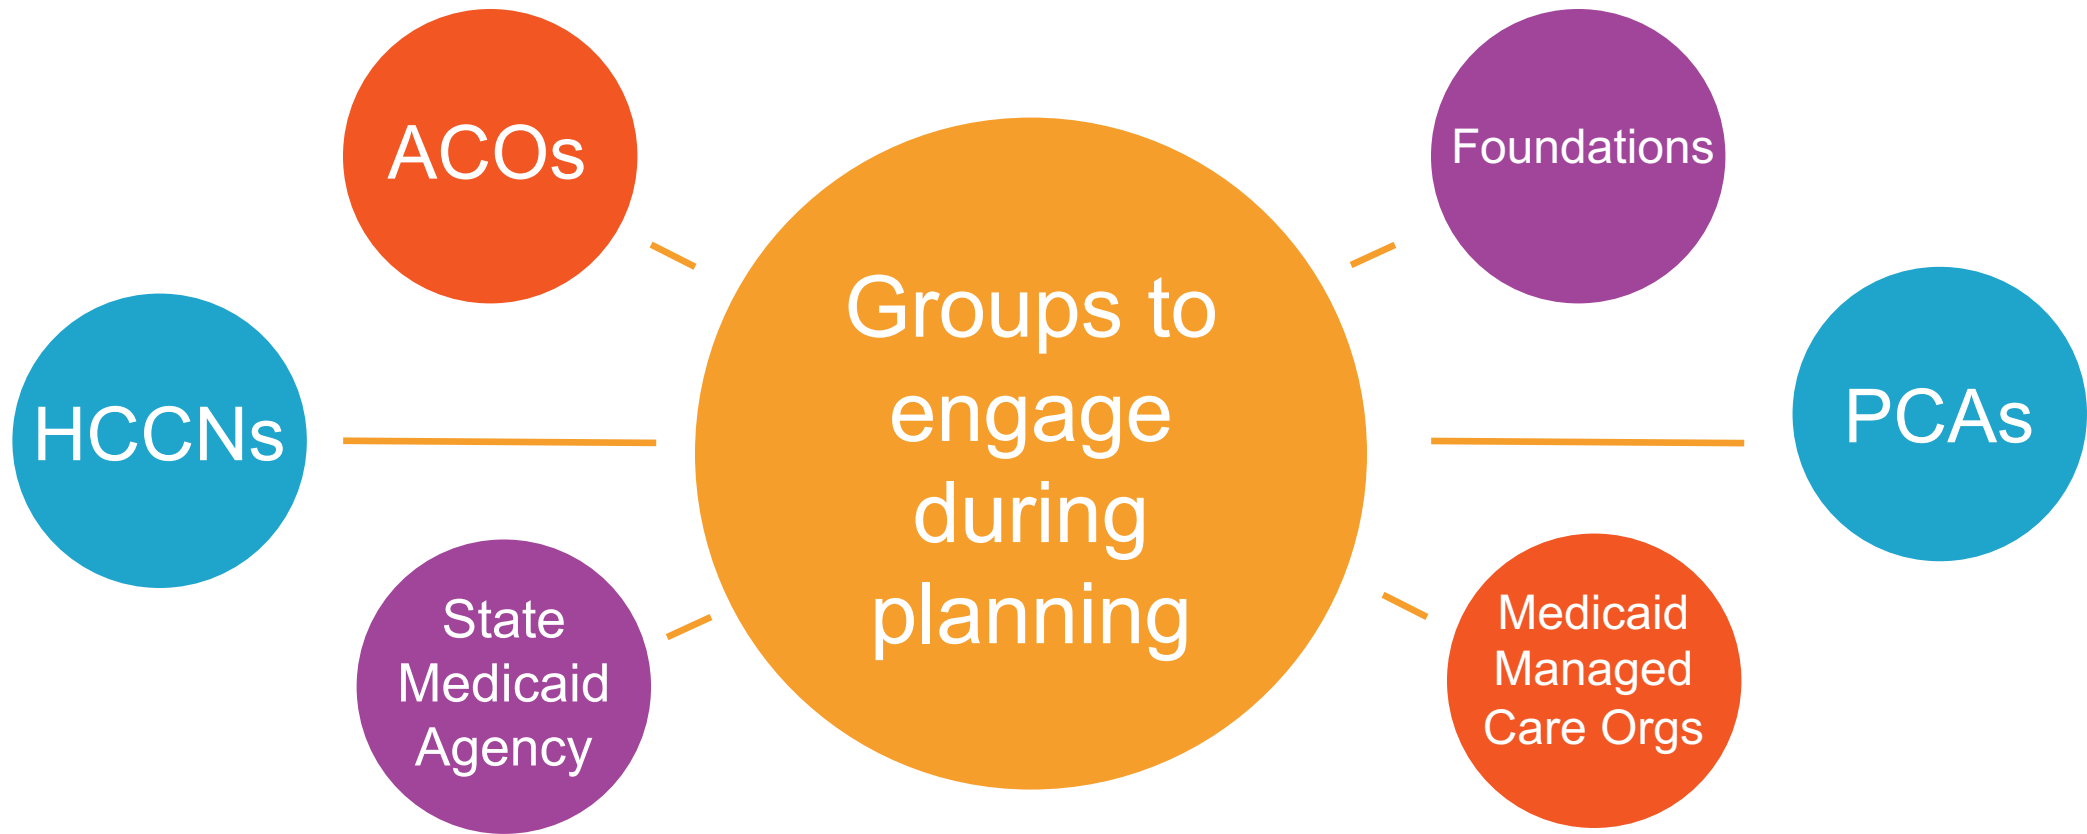 ACOs
Foundations
HCCNs
Groups to
engage
during
planning
PCAs
State
Medicaid
Agency
Medicaid
Managed
Care Orgs